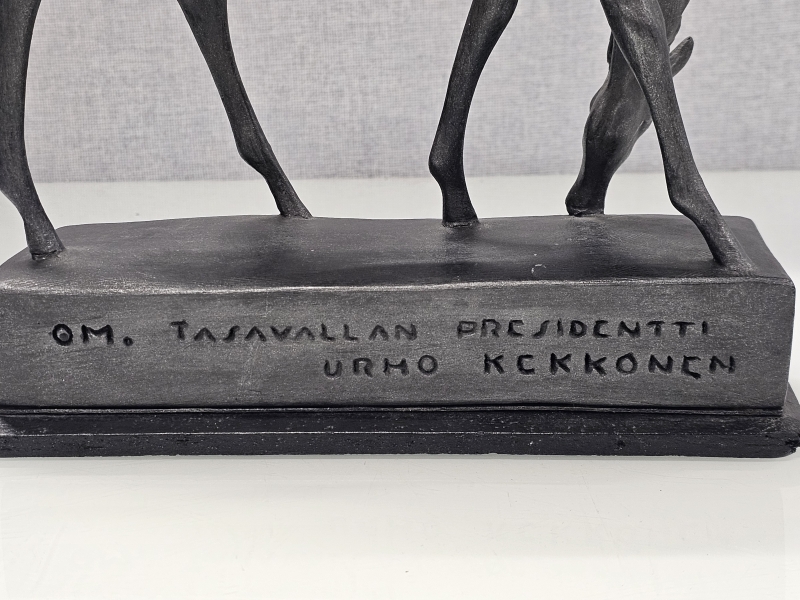 OM. TASAVALLAN PRESIDENTTI
URHO KEKKONEN